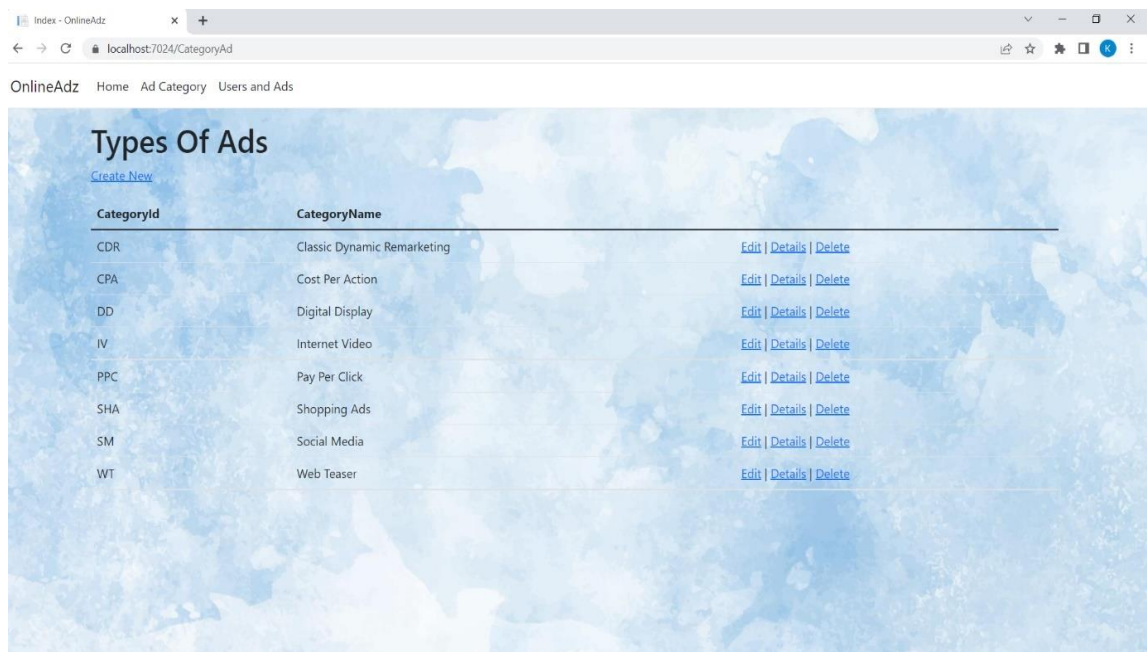 Index - OnlineAdz
localhost:7024/CategoryAd
K
OnlineAdz Home Ad Category Users and Ads
Types Of Ads
Create New
CategoryId CategoryName
CDR Classic Dynamic Remarketing Edit | Details | Delete
CPA Cost Per Action Edit | Details | Delete
DD Digital Display Edit | Details | Delete
IV Internet Video Edit | Details | Delete
PPC Pay Per Click Edit | Details | Delete
SHA Shopping Ads Edit | Details | Delete
SM Social Media Edit | Details | Delete
WT Web Teaser Edit | Details | Delete